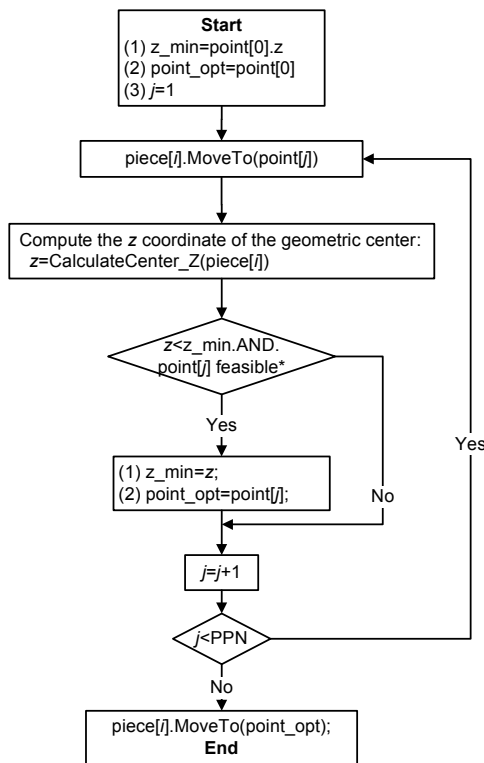 Start
(1) z_min=point[0].z
(2) point_opt=point[0]
(3) j=1
piece[i].MoveTo(point[j])
Compute the z coordinate of the geometric center:
z=CalculateCenter_Z(piece[i])
z<z_min.AND.
point[j] feasible*
Yes
(1) z_min=z;
(2) point_opt=point[j];
No
Yes
j=j+1
j<PPN
No
piece[i].MoveTo(point_opt);
End